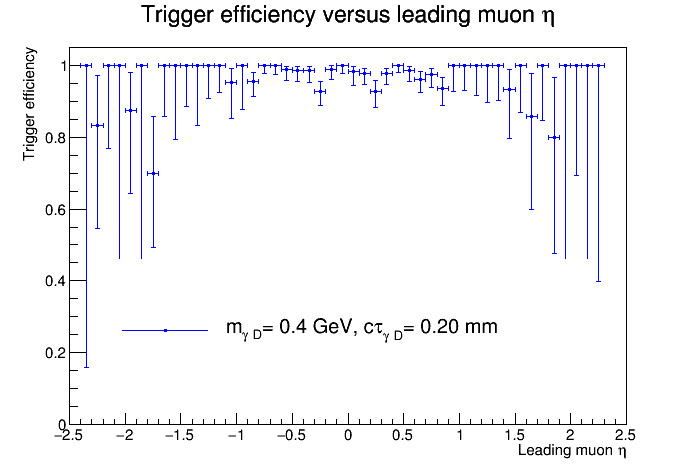 Trigger efficiency versus leading muon η
Trigger efficiency
1
0.8
0.6
0.4
0.2
0
m_γ D= 0.4 GeV, cτ_γ D= 0.20 mm
−2.5 −2 −1.5 −1 −0.5 0 0.5 1 1.5 2 2.5
Leading muon η